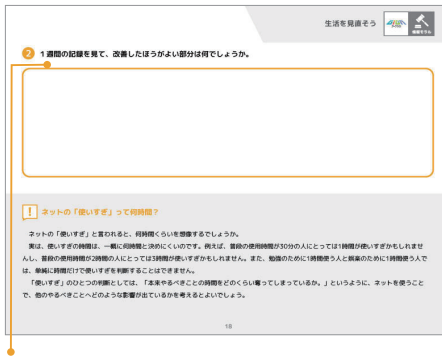 生活を見直そう
情報モラル
2 1週間の記録を見て、改善したほうがよい部分は何でしょうか。
! ネットの「使いすぎ」って何時間?
ネットの「使いすぎ」と言われると、何時間くらいを想像するでしょうか。
実は、使いすぎの時間は、一概に何時間と決めにくいのです。例えば、普段の使用時間が30分の人にとっては1時間が使いすぎかもしれませ
んし、普段の使用時間が2時間の人にとっては3時間が使いすぎかもしれません。また、勉強のために1時間使う人と娯楽のために1時間使う人で
は、単純に時間だけで使いすぎを判断することはできません。
「使いすぎ」のひとつの判断としては、「本来やるべきことの時間をどのくらい奪ってしまっているか。」というように、ネットを使うこと
で、他のやるべきことへどのような影響が出ているかを考えるとよいでしょう。
18